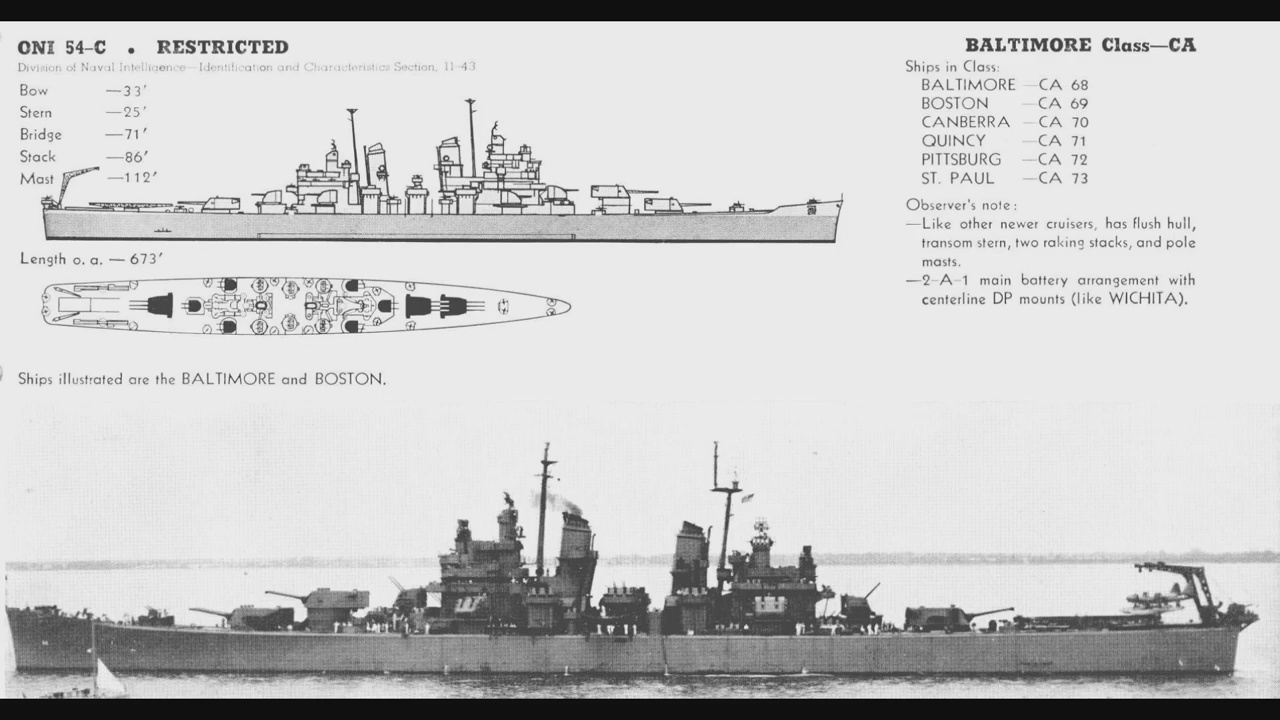 ONI 54-C . RESTRICTED
Division of Naval Intelligence—Identification and Characteristics Section, 11-43
Bow —33'
Stern —25'
Bridge —71'
Stack —86'
Mast —112'
Length o. a. — 673'
Ships illustrated are the BALTIMORE and BOSTON.
BALTIMORE Class—CA
Ships in Class:
BALTIMORE —CA 68
BOSTON —CA 69
CANBERRA —CA 70
QUINCY —CA 71
PITTSBURG —CA 72
ST. PAUL —CA 73
Observer's note:
—Like other newer cruisers, has flush hull,
transom stern, two raking stacks, and pole
masts.
—2-A-1 main battery arrangement with
centerline DP mounts (like WICHITA).